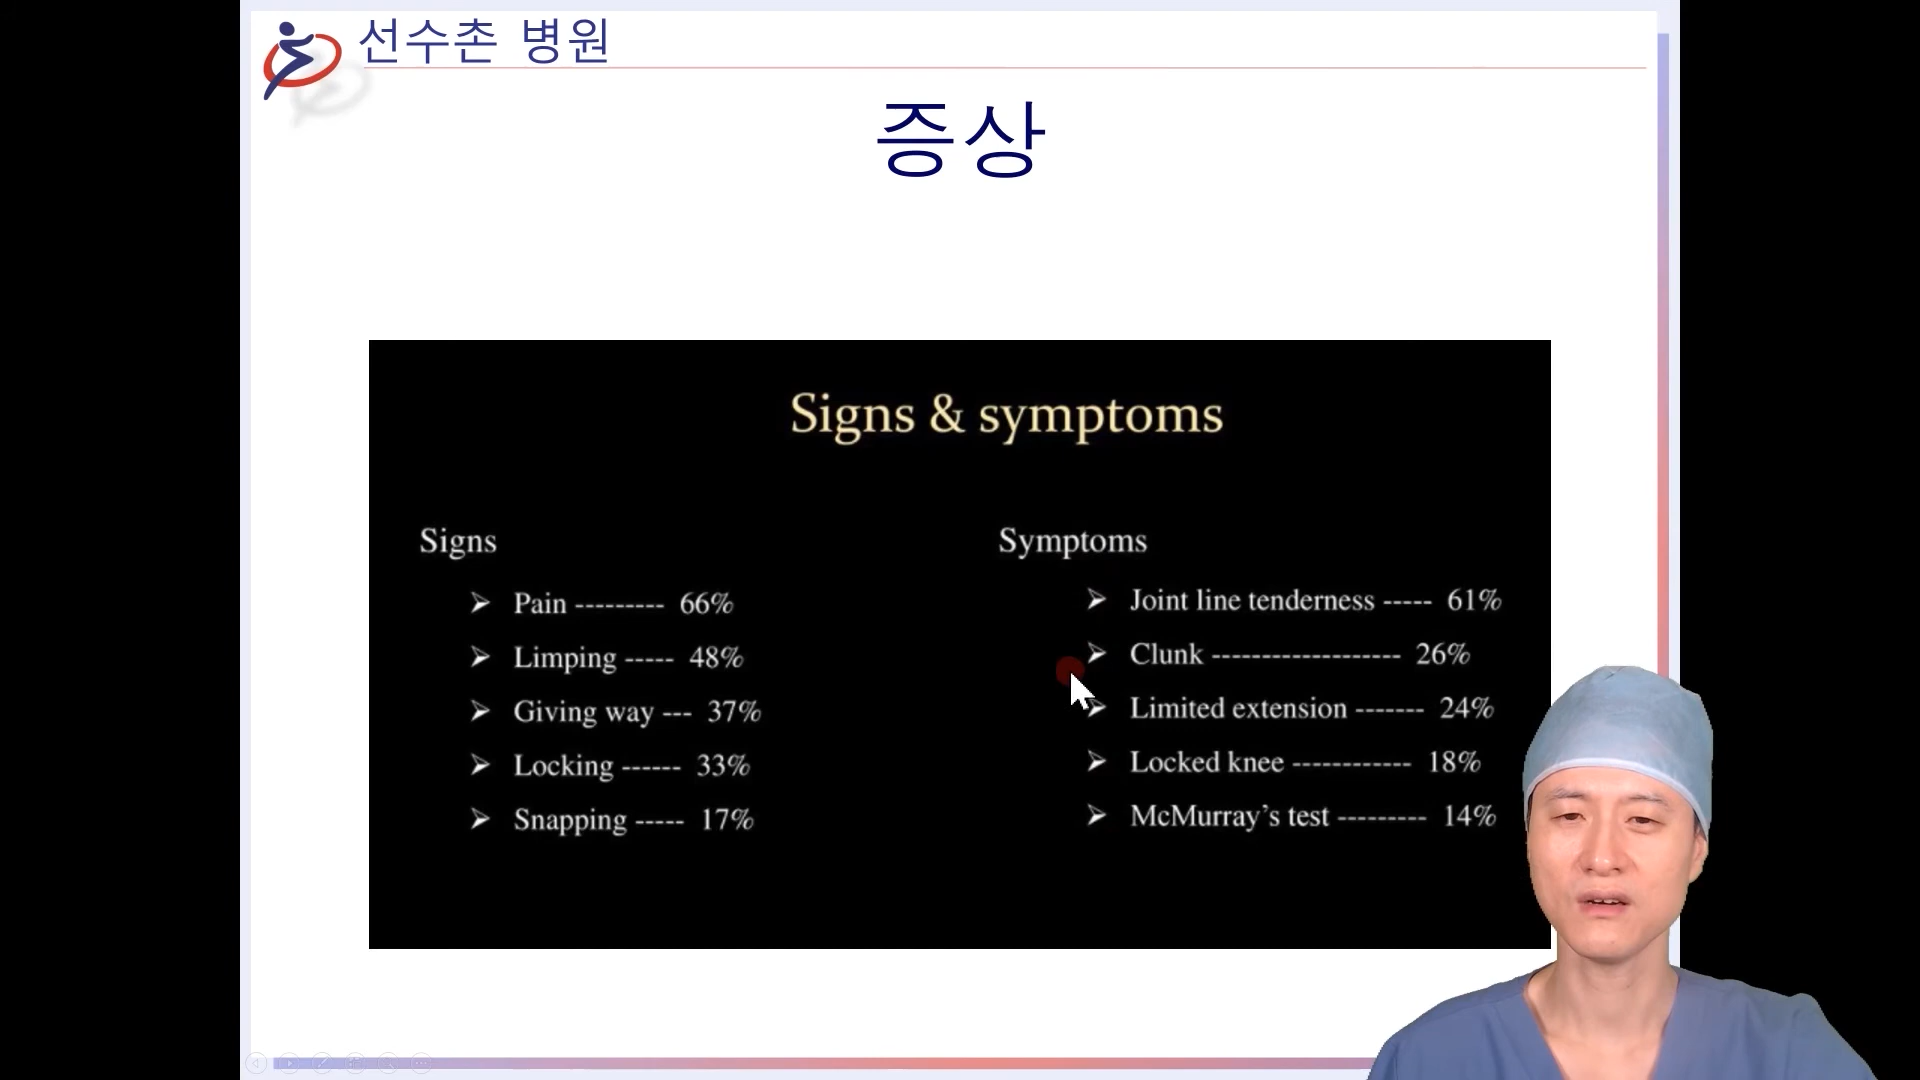 선수촌 병원
증상
Signs & symptoms
Signs
➢ Pain --------- 66%
➢ Limping ----- 48%
➢ Giving way --- 37%
➢ Locking ------ 33%
➢ Snapping ----- 17%
Symptoms
➢ Joint line tenderness ----- 61%
➢ Clunk ------------------- 26%
➢ Limited extension ------- 24%
➢ Locked knee ------------ 18%
➢ McMurray's test --------- 14%